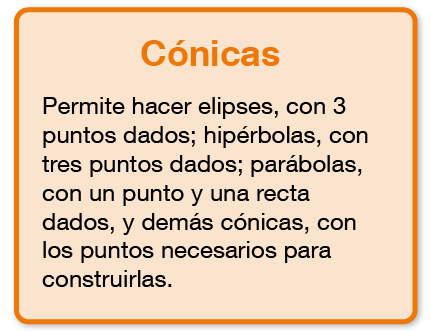 Cónicas
Permite hacer elipses, con 3
puntos dados; hipérbolas, con
tres puntos dados; parábolas,
con un punto y una recta
dados, y demás cónicas, con
los puntos necesarios para
construirlas.